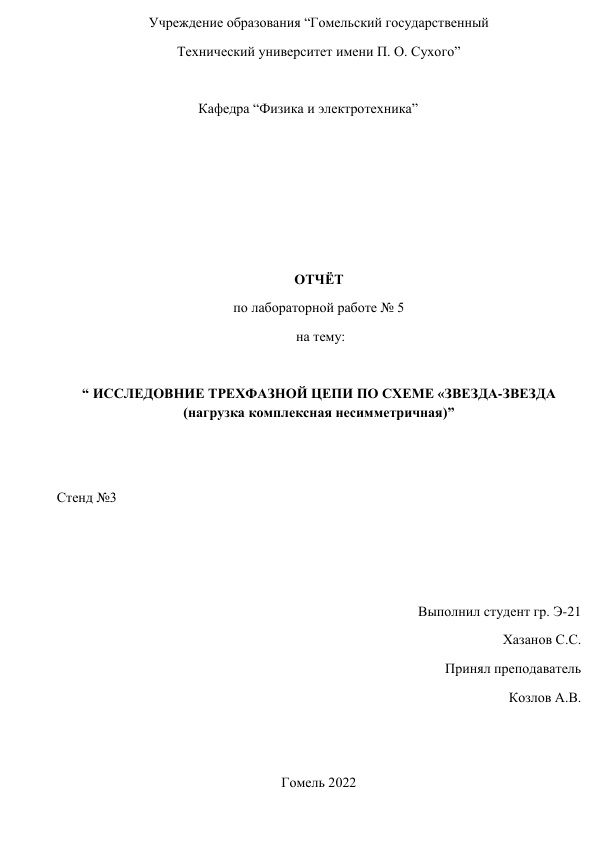 Учреждение образования “Гомельский государственный
Технический университет имени П. О. Сухого”
Кафедра “Физика и электротехника”
ОТЧЁТ
по лабораторной работе № 5
на тему:
“ ИССЛЕДОВНИЕ ТРЕХФАЗНОЙ ЦЕПИ ПО СХЕМЕ «ЗВЕЗДА-ЗВЕЗДА
(нагрузка комплексная несимметричная)”
Стенд №3
Выполнил студент гр. Э-21
Хазанов С.С.
Принял преподаватель
Козлов А.В.
Гомель 2022